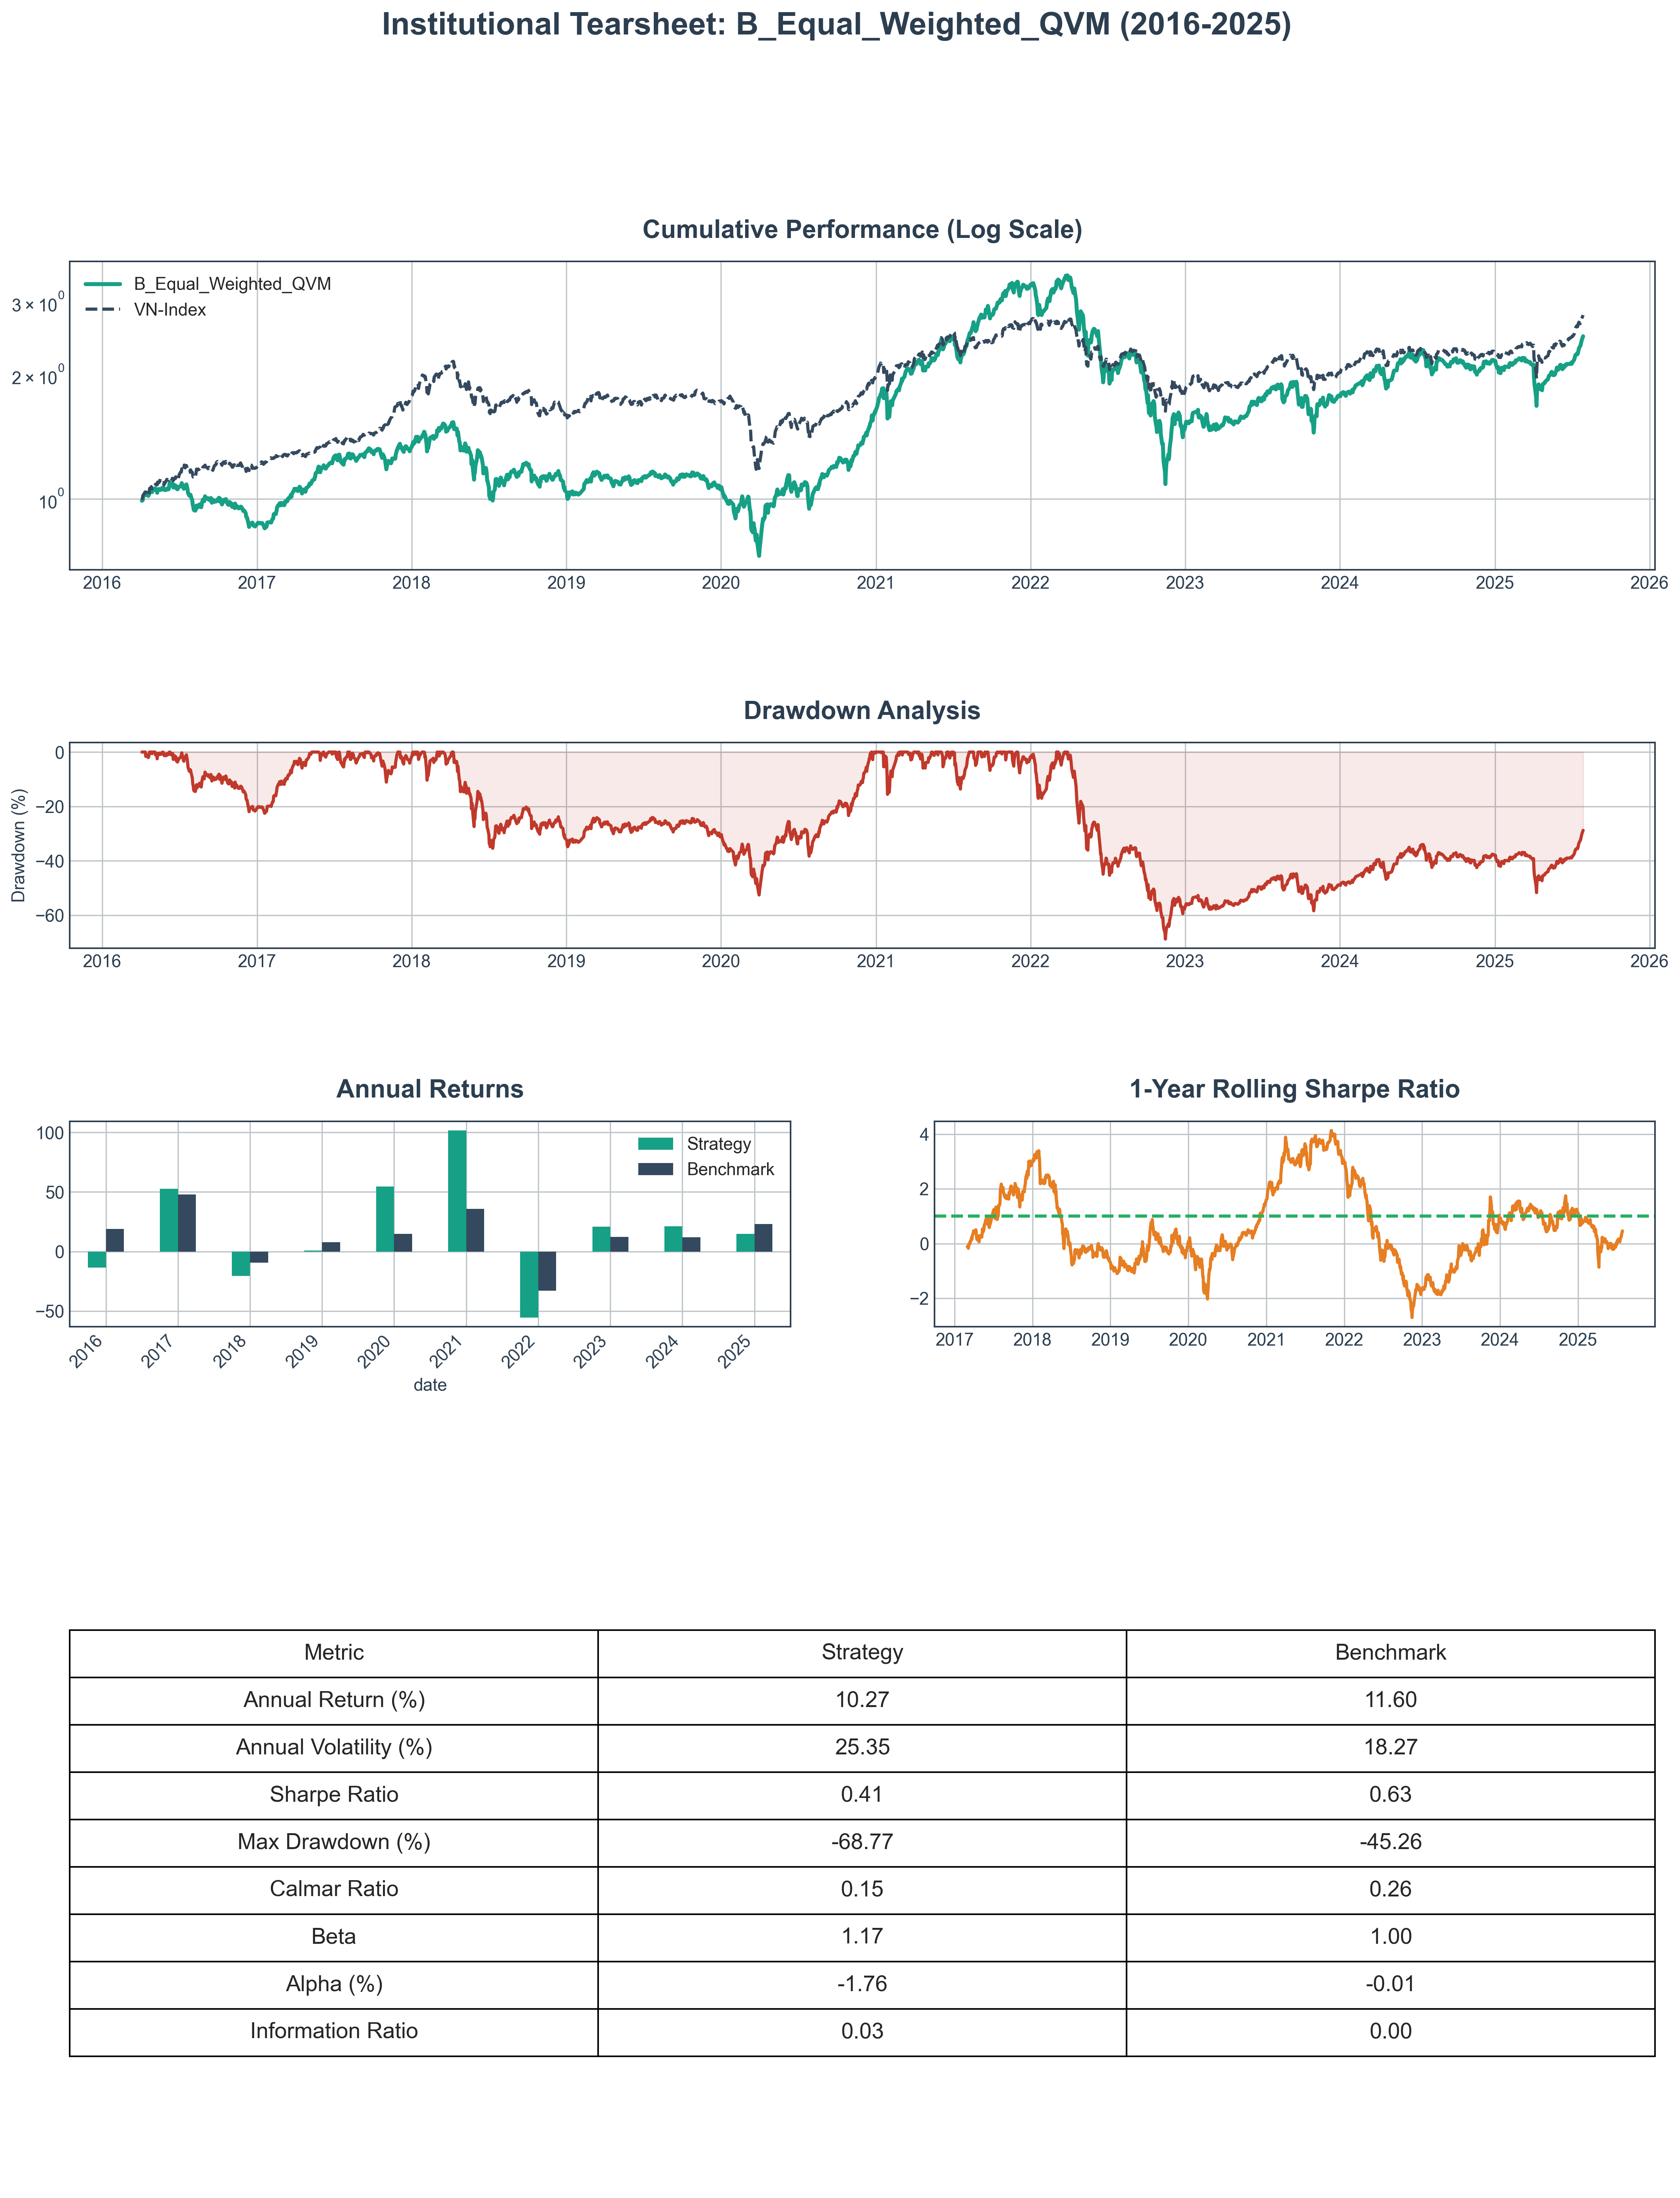 Institutional Tearsheet: B_Equal_Weighted_QVM (2016-2025)
Cumulative Performance (Log Scale)
B_Equal_Weighted_QVM
VN-Index
3 × 10^0
2 × 10^0
10^0
2016 2017 2018 2019 2020 2021 2022 2023 2024 2025 2026
Drawdown Analysis
Drawdown (%)
0
−20
−40
−60
2016 2017 2018 2019 2020 2021 2022 2023 2024 2025 2026
Annual Returns
Strategy
Benchmark
100
50
0
−50
2016 2017 2018 2019 2020 2021 2022 2023 2024 2025
date
1-Year Rolling Sharpe Ratio
4
2
0
−2
2017 2018 2019 2020 2021 2022 2023 2024 2025
Metric Strategy Benchmark
Annual Return (%) 10.27 11.60
Annual Volatility (%) 25.35 18.27
Sharpe Ratio 0.41 0.63
Max Drawdown (%) -68.77 -45.26
Calmar Ratio 0.15 0.26
Beta 1.17 1.00
Alpha (%) -1.76 -0.01
Information Ratio 0.03 0.00